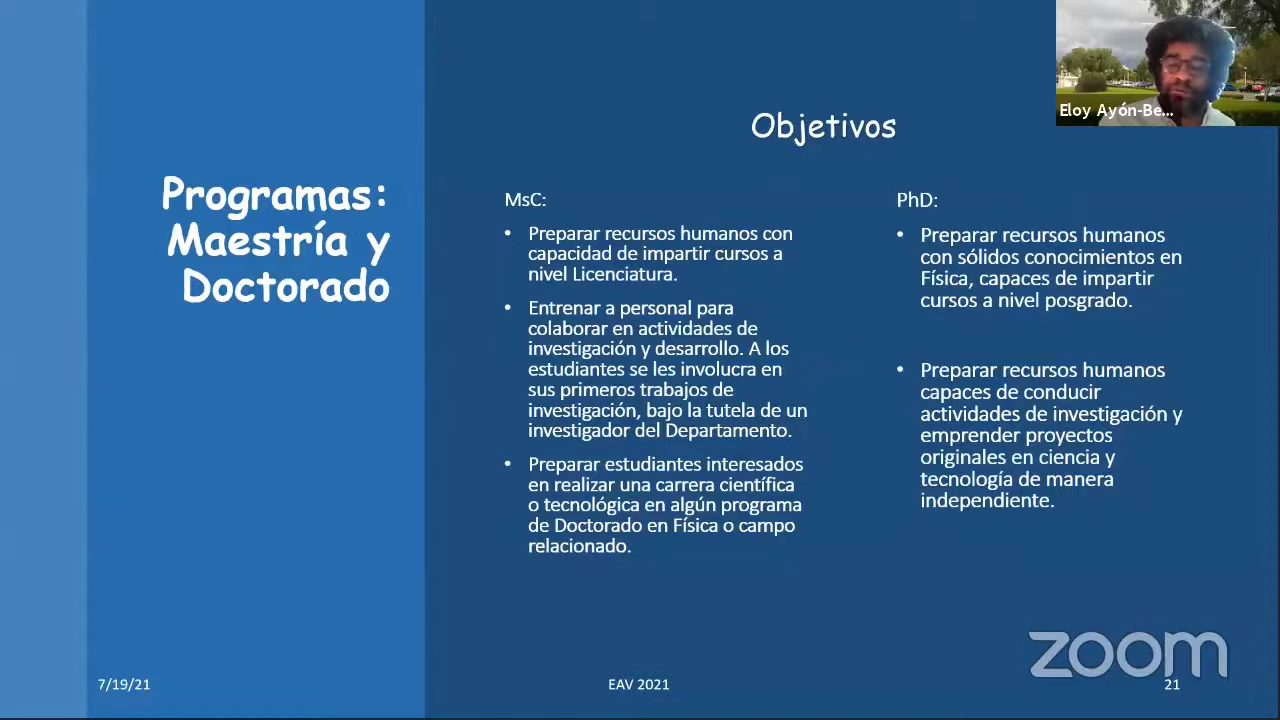 Eloy Ayón-Be...
Objetivos
Programas:
Maestría y
Doctorado
MsC:
• Preparar recursos humanos con
capacidad de impartir cursos a
nivel Licenciatura.
• Entrenar a personal para
colaborar en actividades de
investigación y desarrollo. A los
estudiantes se les involucra en
sus primeros trabajos de
investigación, bajo la tutela de un
investigador del Departamento.
• Preparar estudiantes interesados
en realizar una carrera científica
o tecnológica en algún programa
de Doctorado en Física o campo
relacionado.
PhD:
• Preparar recursos humanos
con sólidos conocimientos en
Física, capaces de impartir
cursos a nivel posgrado.
• Preparar recursos humanos
capaces de conducir
actividades de investigación y
emprender proyectos
originales en ciencia y
tecnología de manera
independiente.
zoom
7/19/21
EAV 2021
21